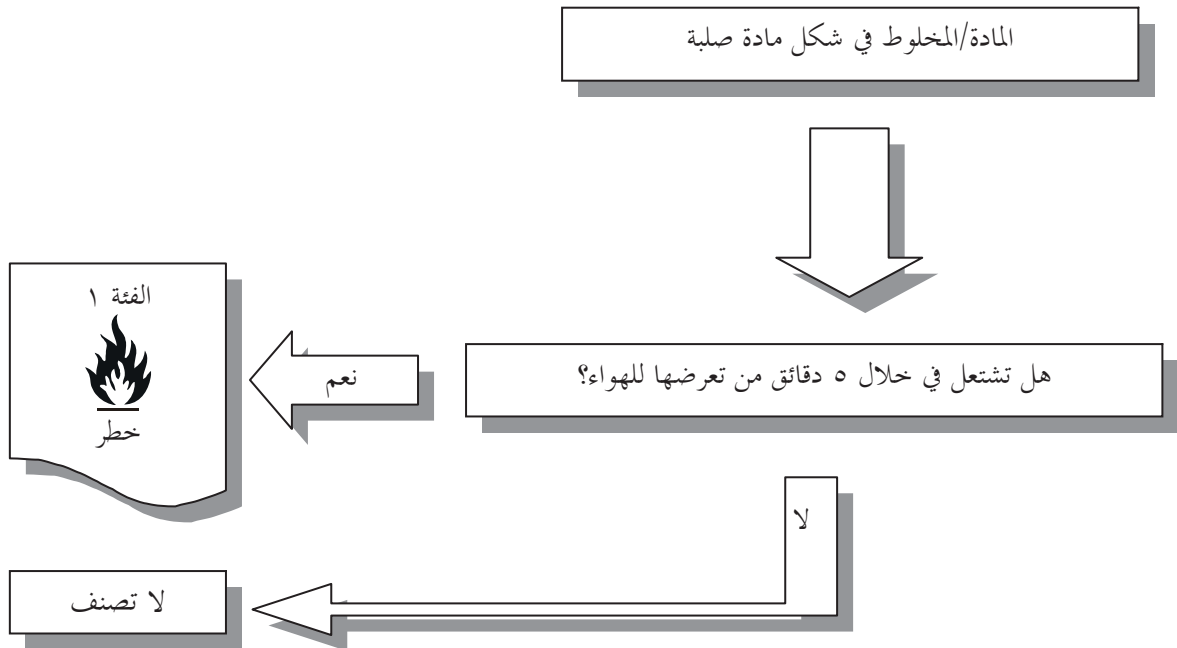 المادة/المخلوط في شكل مادة صلبة
هل تشتعل في خلال ٥ دقائق من تعرضها للهواء؟
نعم
الفئة ١
خطر
لا
لا تصنف